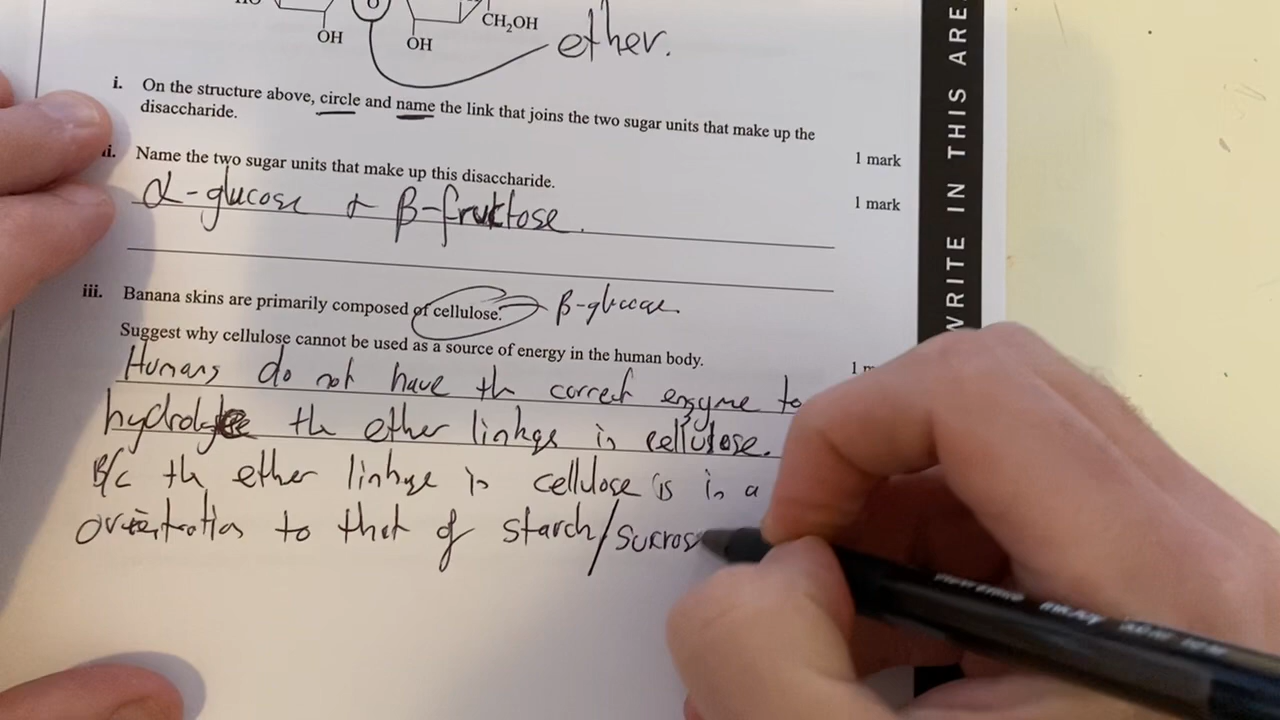 HO
O
CH₂OH
OH
OH
ether.
i. On the structure above, circle and name the link that joins the two sugar units that make up the
disaccharide.
1 mark
ii. Name the two sugar units that make up this disaccharide.
1 mark
α-glucose + β-fructose.
iii. Banana skins are primarily composed of cellulose. β-glucose.
Suggest why cellulose cannot be used as a source of energy in the human body.
1 m
Humans do not have the correct enzyme to
the ether linkges in cellulose.
B/C the ether linkage in cellulose is in a
orientation to that of starch/sucros
WRITE IN THIS ARE